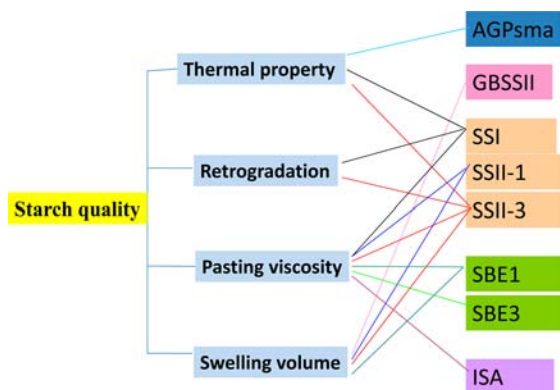 Starch quality
Thermal property
Retrogradation
Pasting viscosity
Swelling volume
AGPsma
GBSSII
SSI
SSII-1
SSII-3
SBE1
SBE3
ISA